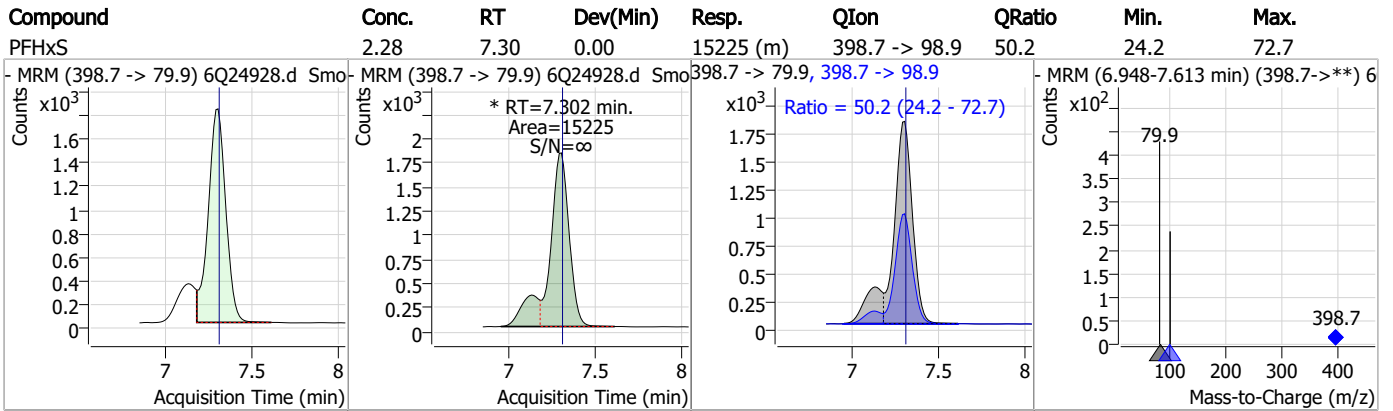 Compound Conc. RT Dev(Min) Resp. QIon QRatio Min. Max.
PFHxS 2.28 7.30 0.00 15225 (m) 398.7 -> 98.9 50.2 24.2 72.7
- MRM (398.7 -> 79.9) 6Q24928.d Smo
Counts
x10³
1.6
1.4
1.2
1
0.8
0.6
0.4
0.2
0
7 7.5 8
Acquisition Time (min)
- MRM (398.7 -> 79.9) 6Q24928.d Smo
Counts
x10³
* RT=7.302 min.
Area=15225
S/N=∞
2
1.75
1.5
1.25
1
0.75
0.5
0.25
0
7 7.5 8
Acquisition Time (min)
398.7 -> 79.9, 398.7 -> 98.9
Counts
x10³
Ratio = 50.2 (24.2 - 72.7)
1.75
1.5
1.25
1
0.75
0.5
0.25
0
7 7.5 8
Acquisition Time (min)
- MRM (6.948-7.613 min) (398.7->**) 6
Counts
x10²
79.9
4
3.5
3
2.5
2
1.5
1
0.5
0
398.7
100 200 300 400
Mass-to-Charge (m/z)